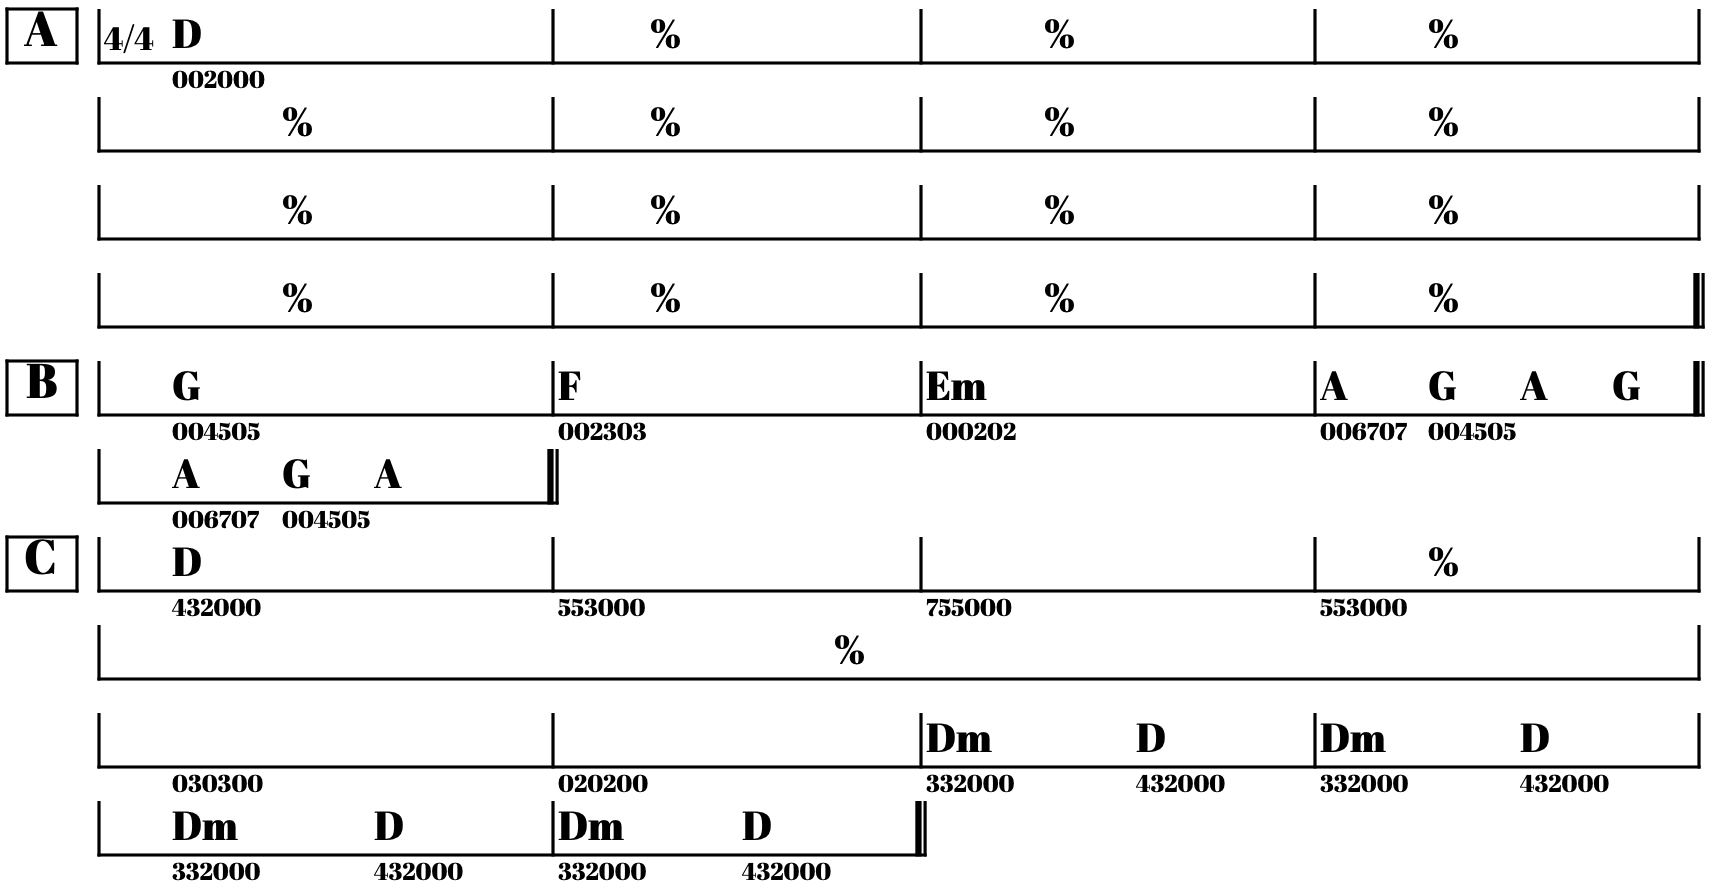 A 4/4 D % % %
002000
% % % %
% % % %
% % % %
B G F Em A G A G
004505 002303 000202 006707 004505
A G A
006707 004505
C D %
432000 553000 755000 553000
%
Dm D Dm D
030300 020200 332000 432000 332000 432000
Dm D Dm D
332000 432000 332000 432000